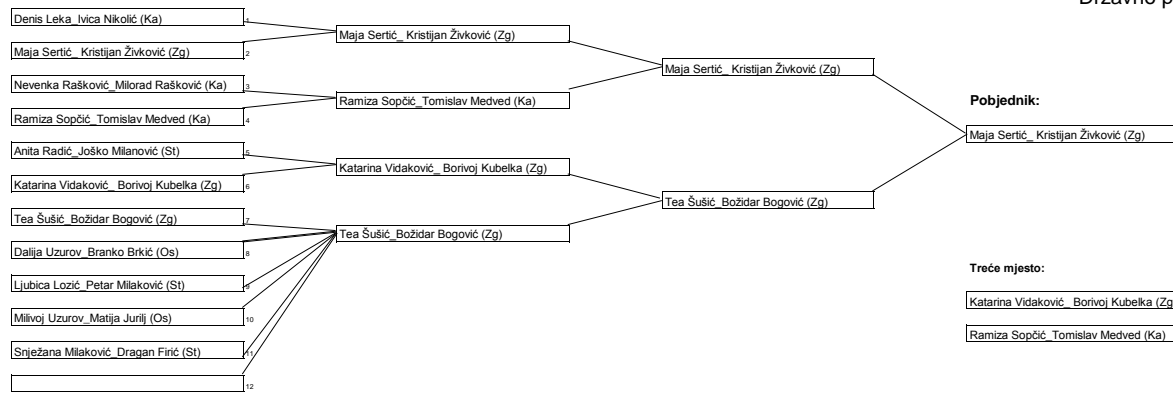 Državno p
Denis Leka_Ivica Nikolić (Ka)
1
Maja Sertić_ Kristijan Živković (Zg)
2
Nevenka Rašković_Milorad Rašković (Ka)
3
Ramiza Sopčić_Tomislav Medved (Ka)
4
Anita Radić_Joško Milanović (St)
5
Katarina Vidaković_ Borivoj Kubelka (Zg)
6
Tea Šušić_Božidar Bogović (Zg)
7
Dalija Uzurov_Branko Brkić (Os)
8
Ljubica Lozić_Petar Milaković (St)
9
Milivoj Uzurov_Matija Jurilj (Os)
10
Snježana Milaković_Dragan Firić (St)
11
12
Maja Sertić_ Kristijan Živković (Zg)
Ramiza Sopčić_Tomislav Medved (Ka)
Katarina Vidaković_ Borivoj Kubelka (Zg)
Tea Šušić_Božidar Bogović (Zg)
Maja Sertić_ Kristijan Živković (Zg)
Tea Šušić_Božidar Bogović (Zg)
Pobjednik:
Maja Sertić_ Kristijan Živković (Zg)
Treće mjesto:
Katarina Vidaković_ Borivoj Kubelka (Zg
Ramiza Sopčić_Tomislav Medved (Ka)